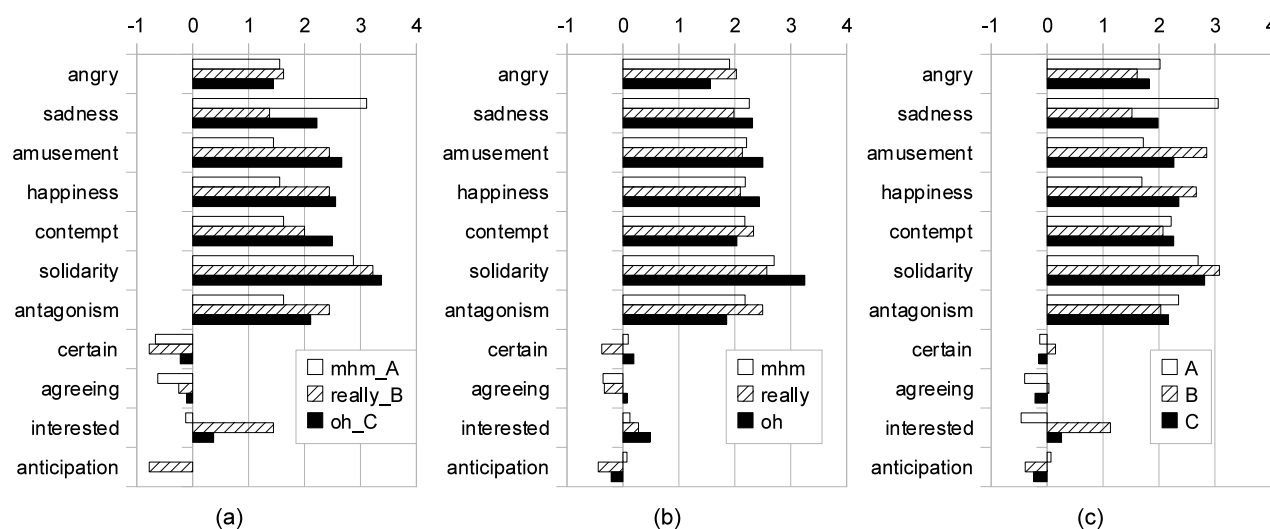 -1 0 1 2 3 4
angry
sadness
amusement
happiness
contempt
solidarity
antagonism
certain
agreeing
interested
anticipation
mhm_A
really_B
oh_C
(a)
-1 0 1 2 3 4
angry
sadness
amusement
happiness
contempt
solidarity
antagonism
certain
agreeing
interested
anticipation
mhm
really
oh
(b)
-1 0 1 2 3 4
angry
sadness
amusement
happiness
contempt
solidarity
antagonism
certain
agreeing
interested
anticipation
A
B
C
(c)